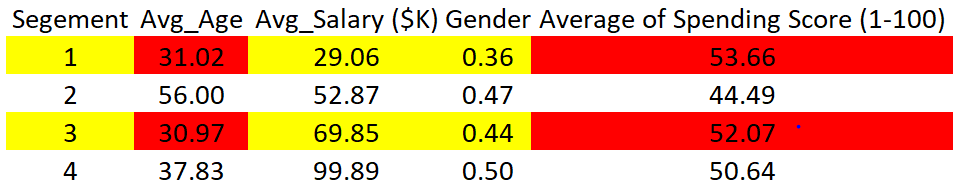 Segement Avg_Age Avg_Salary ($K) Gender Average of Spending Score (1-100)
1 31.02 29.06 0.36 53.66
2 56.00 52.87 0.47 44.49
3 30.97 69.85 0.44 52.07
4 37.83 99.89 0.50 50.64